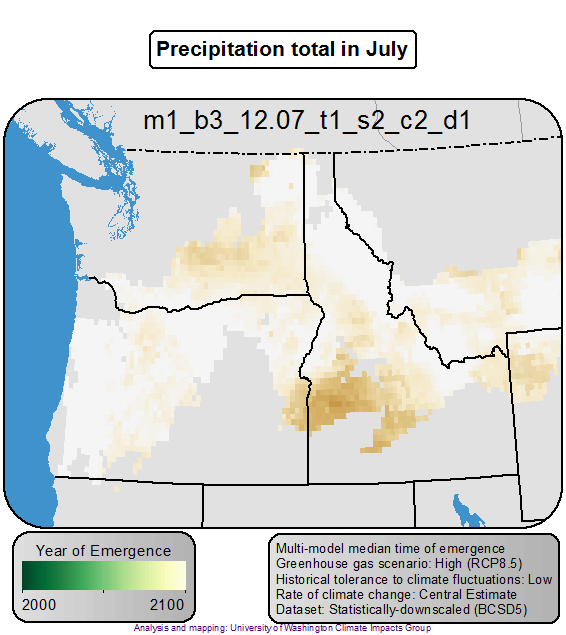 Precipitation total in July
m1_b3_12.07_t1_s2_c2_d1
Year of Emergence
2000 2100
Multi-model median time of emergence
Greenhouse gas scenario: High (RCP8.5)
Historical tolerance to climate fluctuations: Low
Rate of climate change: Central Estimate
Dataset: Statistically-downscaled (BCSD5)
Analysis and mapping: University of Washington Climate Impacts Group